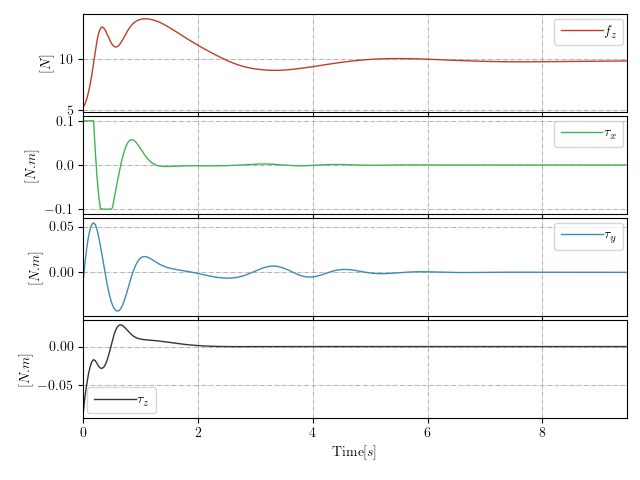 f_z
[N]
10
5
0.1
τ_x
[N.m]
0.0
−0.1
0.05
τ_y
[N.m]
0.00
0.00
[N.m]
−0.05
τ_z
0 2 4 6 8
Time[s]